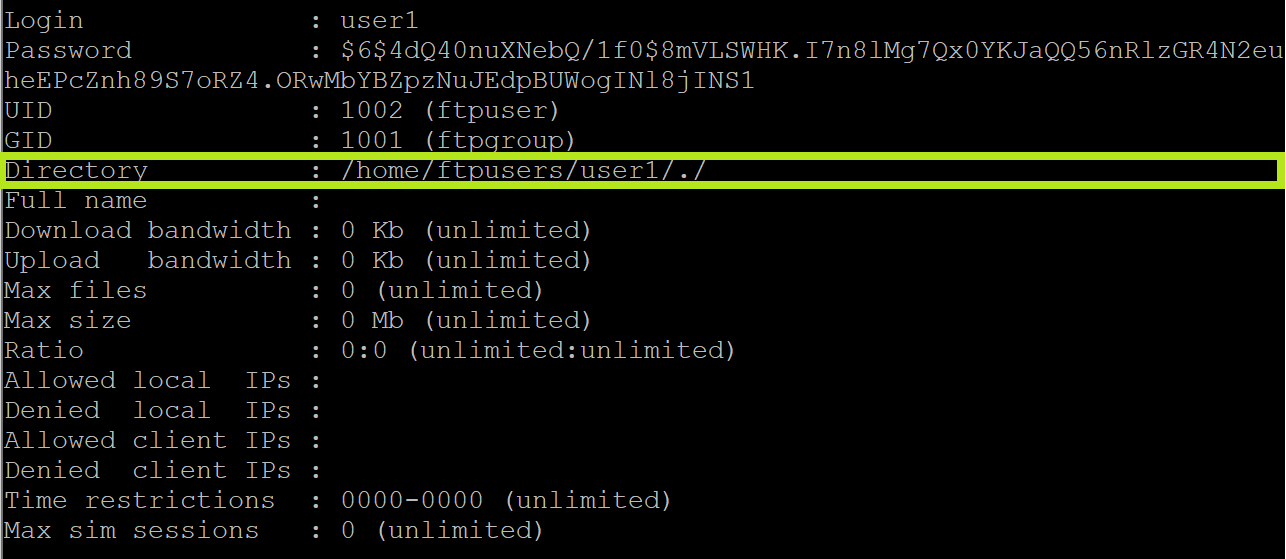 Login               : user1
Password            : $6$4dQ40nuXNebQ/1f0$8mVLSWHK.I7n8lMg7Qx0YKJaQQ56nRlzGR4N2eu
heEPcZnh89S7oRZ4.ORwMbYBZpzNuJEdpBUWogINl8jINS1
UID                 : 1002 (ftpuser)
GID                 : 1001 (ftpgroup)
Directory           : /home/ftpusers/user1/./
Full name           :
Download bandwidth : 0 Kb (unlimited)
Upload   bandwidth : 0 Kb (unlimited)
Max files           : 0 (unlimited)
Max size            : 0 Mb (unlimited)
Ratio               : 0:0 (unlimited:unlimited)
Allowed local  IPs :
Denied  local  IPs :
Allowed client IPs :
Denied  client IPs :
Time restrictions  : 0000-0000 (unlimited)
Max sim sessions   : 0 (unlimited)